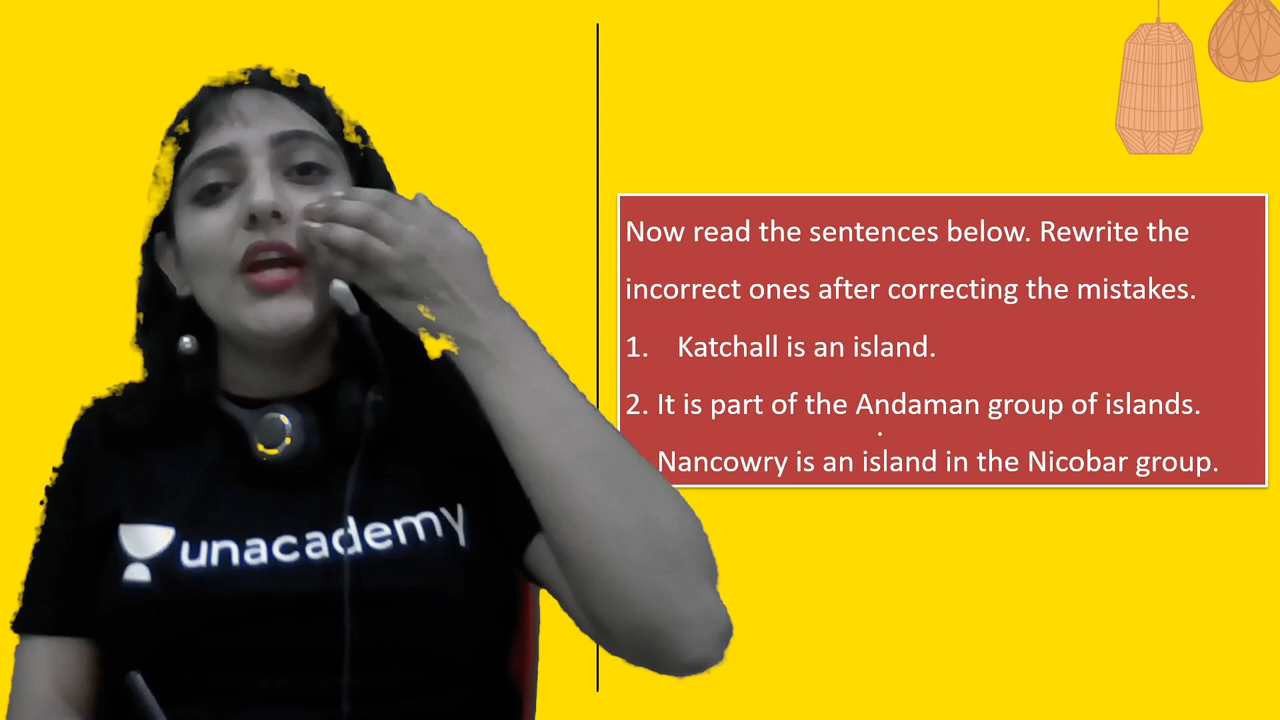 Now read the sentences below. Rewrite the
incorrect ones after correcting the mistakes.
1. Katchall is an island.
2. It is part of the Andaman group of islands.
Nancowry is an island in the Nicobar group.
unacademy